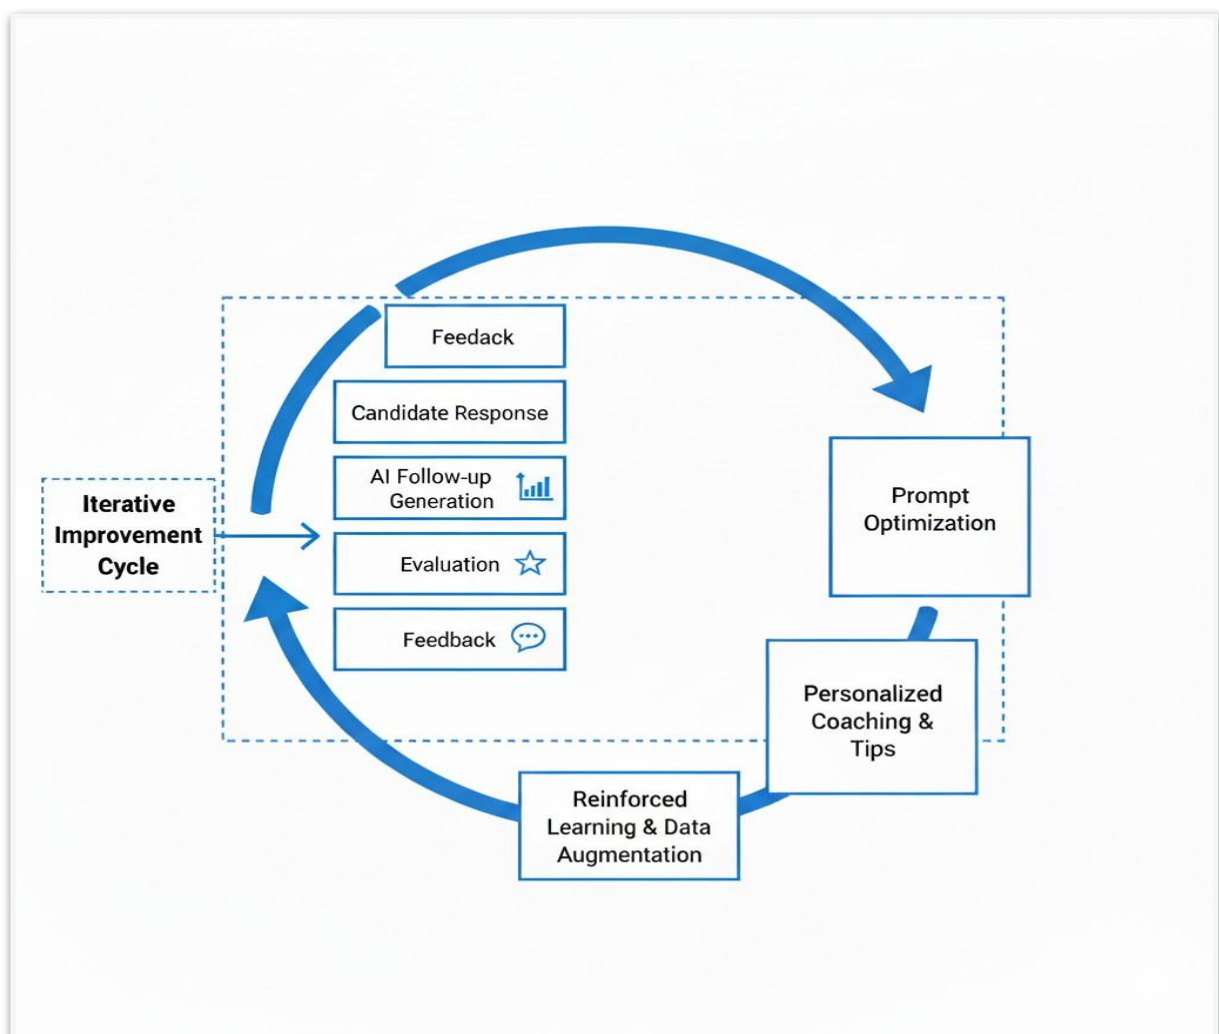 Feedack
Candidate Response
AI Follow-up
Generation
Iterative
Improvement
Cycle
Evaluation
Feedback
Prompt
Optimization
Personalized
Coaching &
Tips
Reinforced
Learning & Data
Augmentation